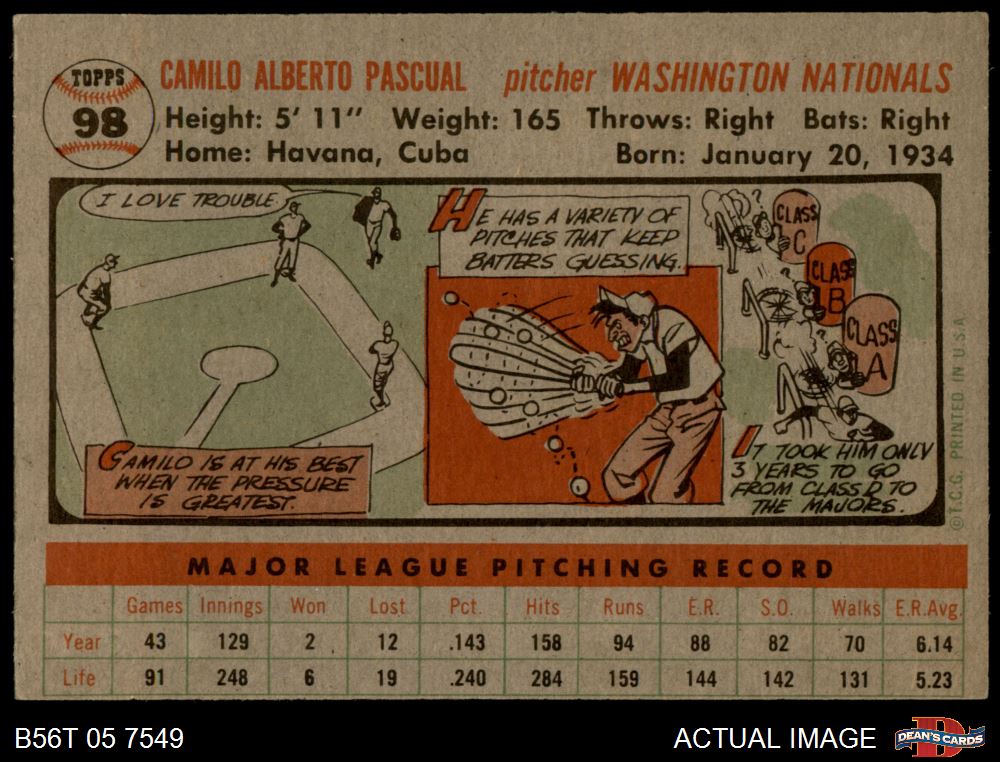 TOPPS
98
CAMILO ALBERTO PASCUAL pitcher WASHINGTON NATIONALS
Height: 5' 11" Weight: 165 Throws: Right Bats: Right
Home: Havana, Cuba Born: January 20, 1934
I LOVE TROUBLE
CAMILO IS AT HIS BEST
WHEN THE PRESSURE
IS GREATEST.
HE HAS A VARIETY OF
PITCHES THAT KEEP
BATTERS GUESSING.
?
CLASS
C
CLASS
B
CLASS
A
IT TOOK HIM ONLY
3 YEARS TO GO
FROM CLASS D TO
THE MAJORS.
©T.C.G. PRINTED IN U.S.A.
MAJOR LEAGUE PITCHING RECORD
Games Innings Won Lost Pct. Hits Runs E.R. S.O. Walks E.R.Avg.
Year 43 129 2 12 .143 158 94 88 82 70 6.14
Life 91 248 6 19 .240 284 159 144 142 131 5.23
B56T 05 7549 ACTUAL IMAGE DEAN'S CARDS